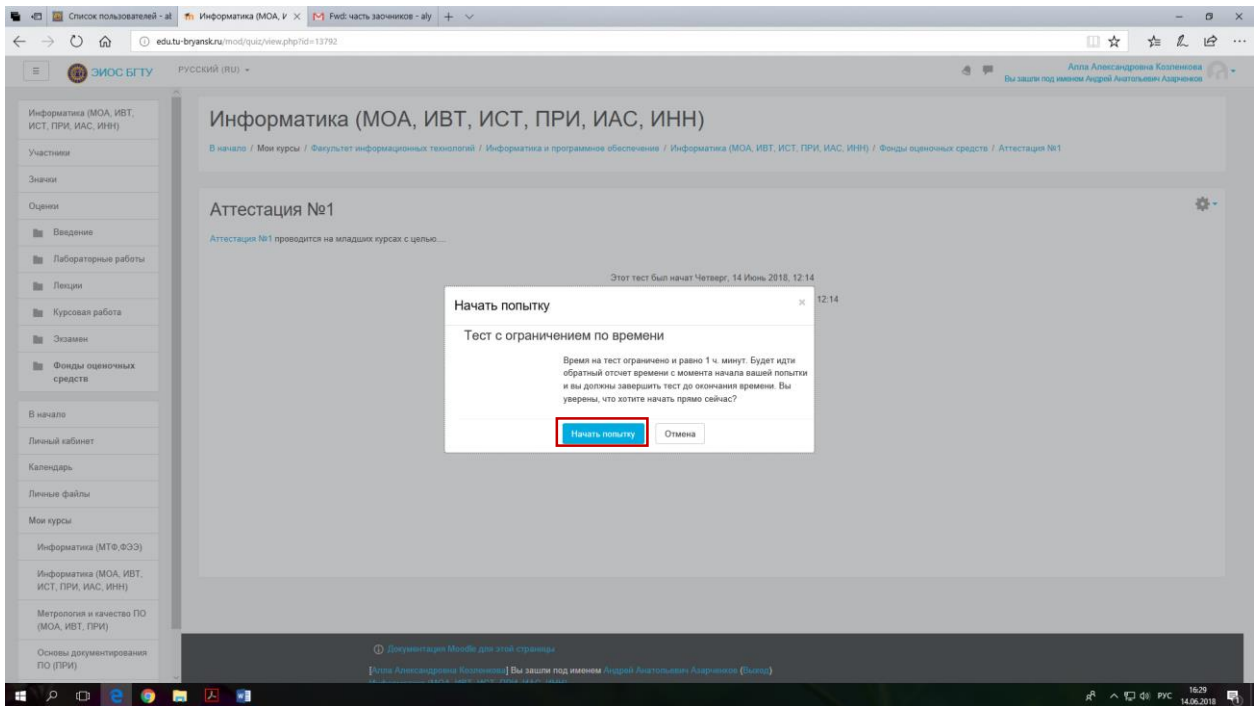 Список пользователей - ab
Информатика (МОА, И
Fwd: часть заочников - aly
edu.tu-bryansk.ru/mod/quiz/view.php?id=13792
ЭИОС БГТУ
РУССКИЙ (RU)
Алла Александровна Козленкова
Вы зашли под именем Андрей Анатольевич Азарченков
Информатика (МОА, ИВТ,
ИСТ, ПРИ, ИАС, ИНН)
Участники
Значки
Оценки
Введение
Лабораторные работы
Лекции
Курсовая работа
Экзамен
Фонды оценочных
средств
В начало
Личный кабинет
Календарь
Личные файлы
Мои курсы
Информатика (МТФ,ФЭЭ)
Информатика (МОА, ИВТ,
ИСТ, ПРИ, ИАС, ИНН)
Метрология и качество ПО
(МОА, ИВТ, ПРИ)
Основы документирования
ПО (ПРИ)
Информатика (МОА, ИВТ, ИСТ, ПРИ, ИАС, ИНН)
В начало / Мои курсы / Факультет информационных технологий / Информатика и программное обеспечение / Информатика (МОА, ИВТ, ИСТ, ПРИ, ИАС, ИНН) / Фонды оценочных средств / Аттестация №1
Аттестация №1
Аттестация №1 проводится на младших курсах с целью...
Этот тест был начат Четверг, 14 Июнь 2018, 12:14
12:14
Начать попытку
Тест с ограничением по времени
Время на тест ограничено и равно 1 ч. минут. Будет идти
обратный отсчет времени с момента начала вашей попытки
и вы должны завершить тест до окончания времени. Вы
уверены, что хотите начать прямо сейчас?
Начать попытку
Отмена
Документация Moodle для этой страницы
[Алла Александровна Козленкова] Вы зашли под именем Андрей Анатольевич Азарченков (Выход)
Информатика (МОА, ИВТ, ИСТ, ПРИ, ИАС, ИНН)
РУС
16:29
14.06.2018